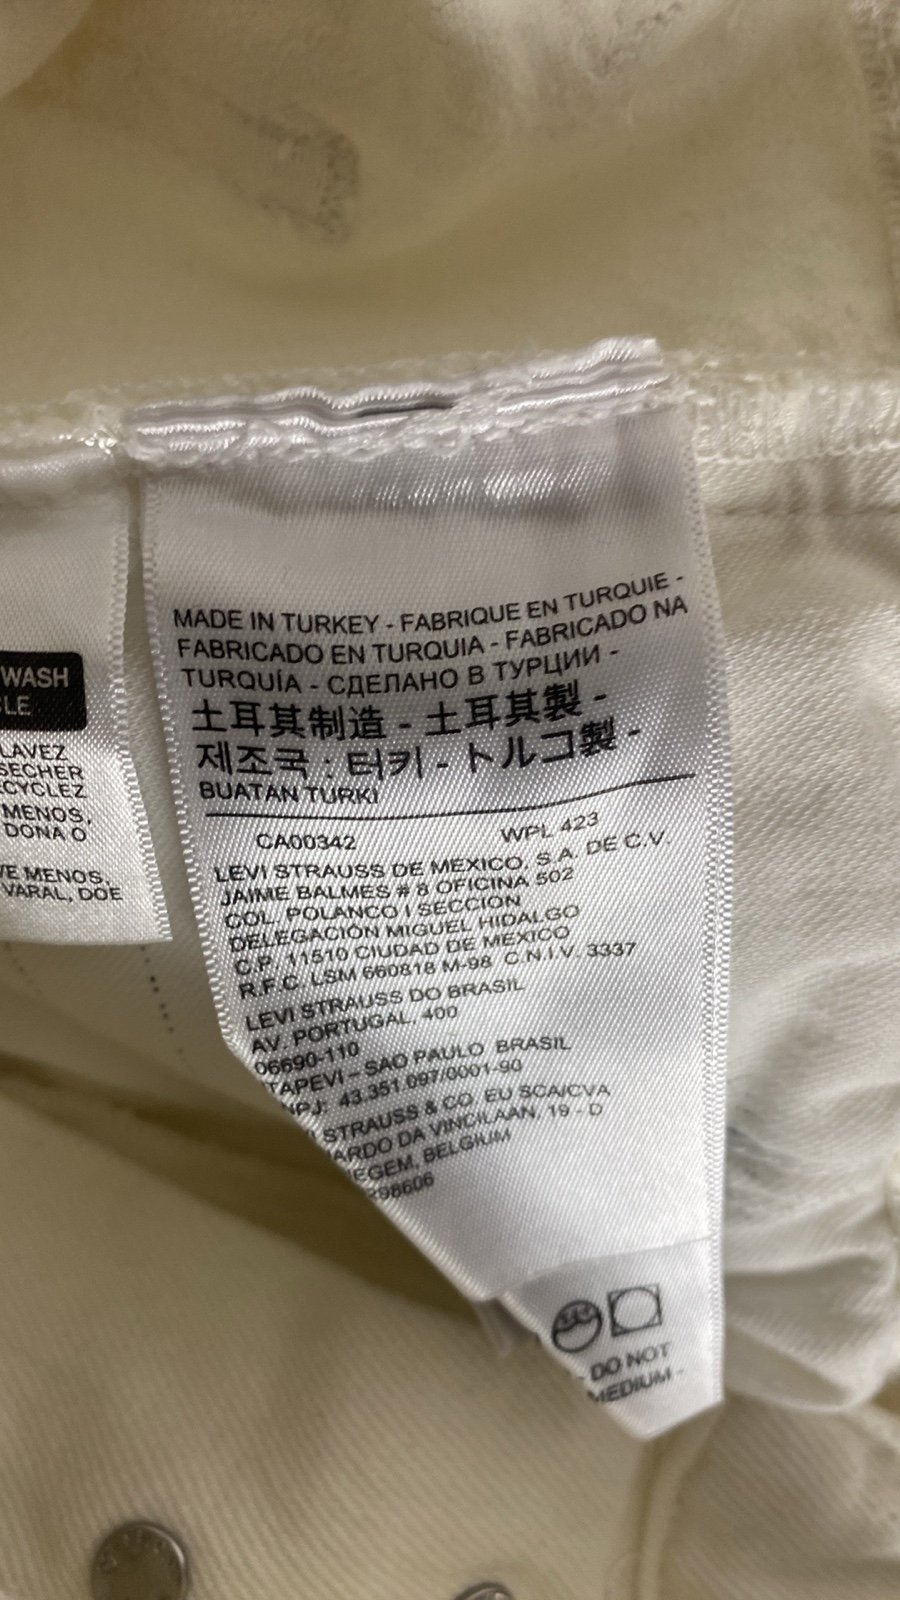 WASH
LAVEZ
SECHER
MENOS,
DONA O
MENOS,
VARAL, DOE
MADE IN TURKEY - FABRIQUE EN TURQUIE -
FABRICADO EN TURQUIA - FABRICADO NA
TURQUÍA - СДЕЛАНО В ТУРЦИИ -
土耳其制造 - 土耳其製 -
제조국 : 터키 - トルコ製 -
BUATAN TURKI
CA00342 WPL 423
LEVI STRAUSS DE MEXICO, S.A. DE C.V.
JAIME BALMES # 8 OFICINA 502
COL. POLANCO I SECCION
DELEGACIÓN MIGUEL HIDALGO
C.P. 11510 CIUDAD DE MEXICO
R.F.C. LSM 660818 M-98 C.N.I.V. 3337
LEVI STRAUSS DO BRASIL
AV. PORTUGAL, 400
06690-110
TAPEVI – SAO PAULO BRASIL
NPJ: 43.351.097/0001-90
STRAUSS & CO. EU SCA/CVA
ARDO DA VINCILAAN, 19 - D
EGEM, BELGIUM
98606
- DO NOT
MEDIUM -